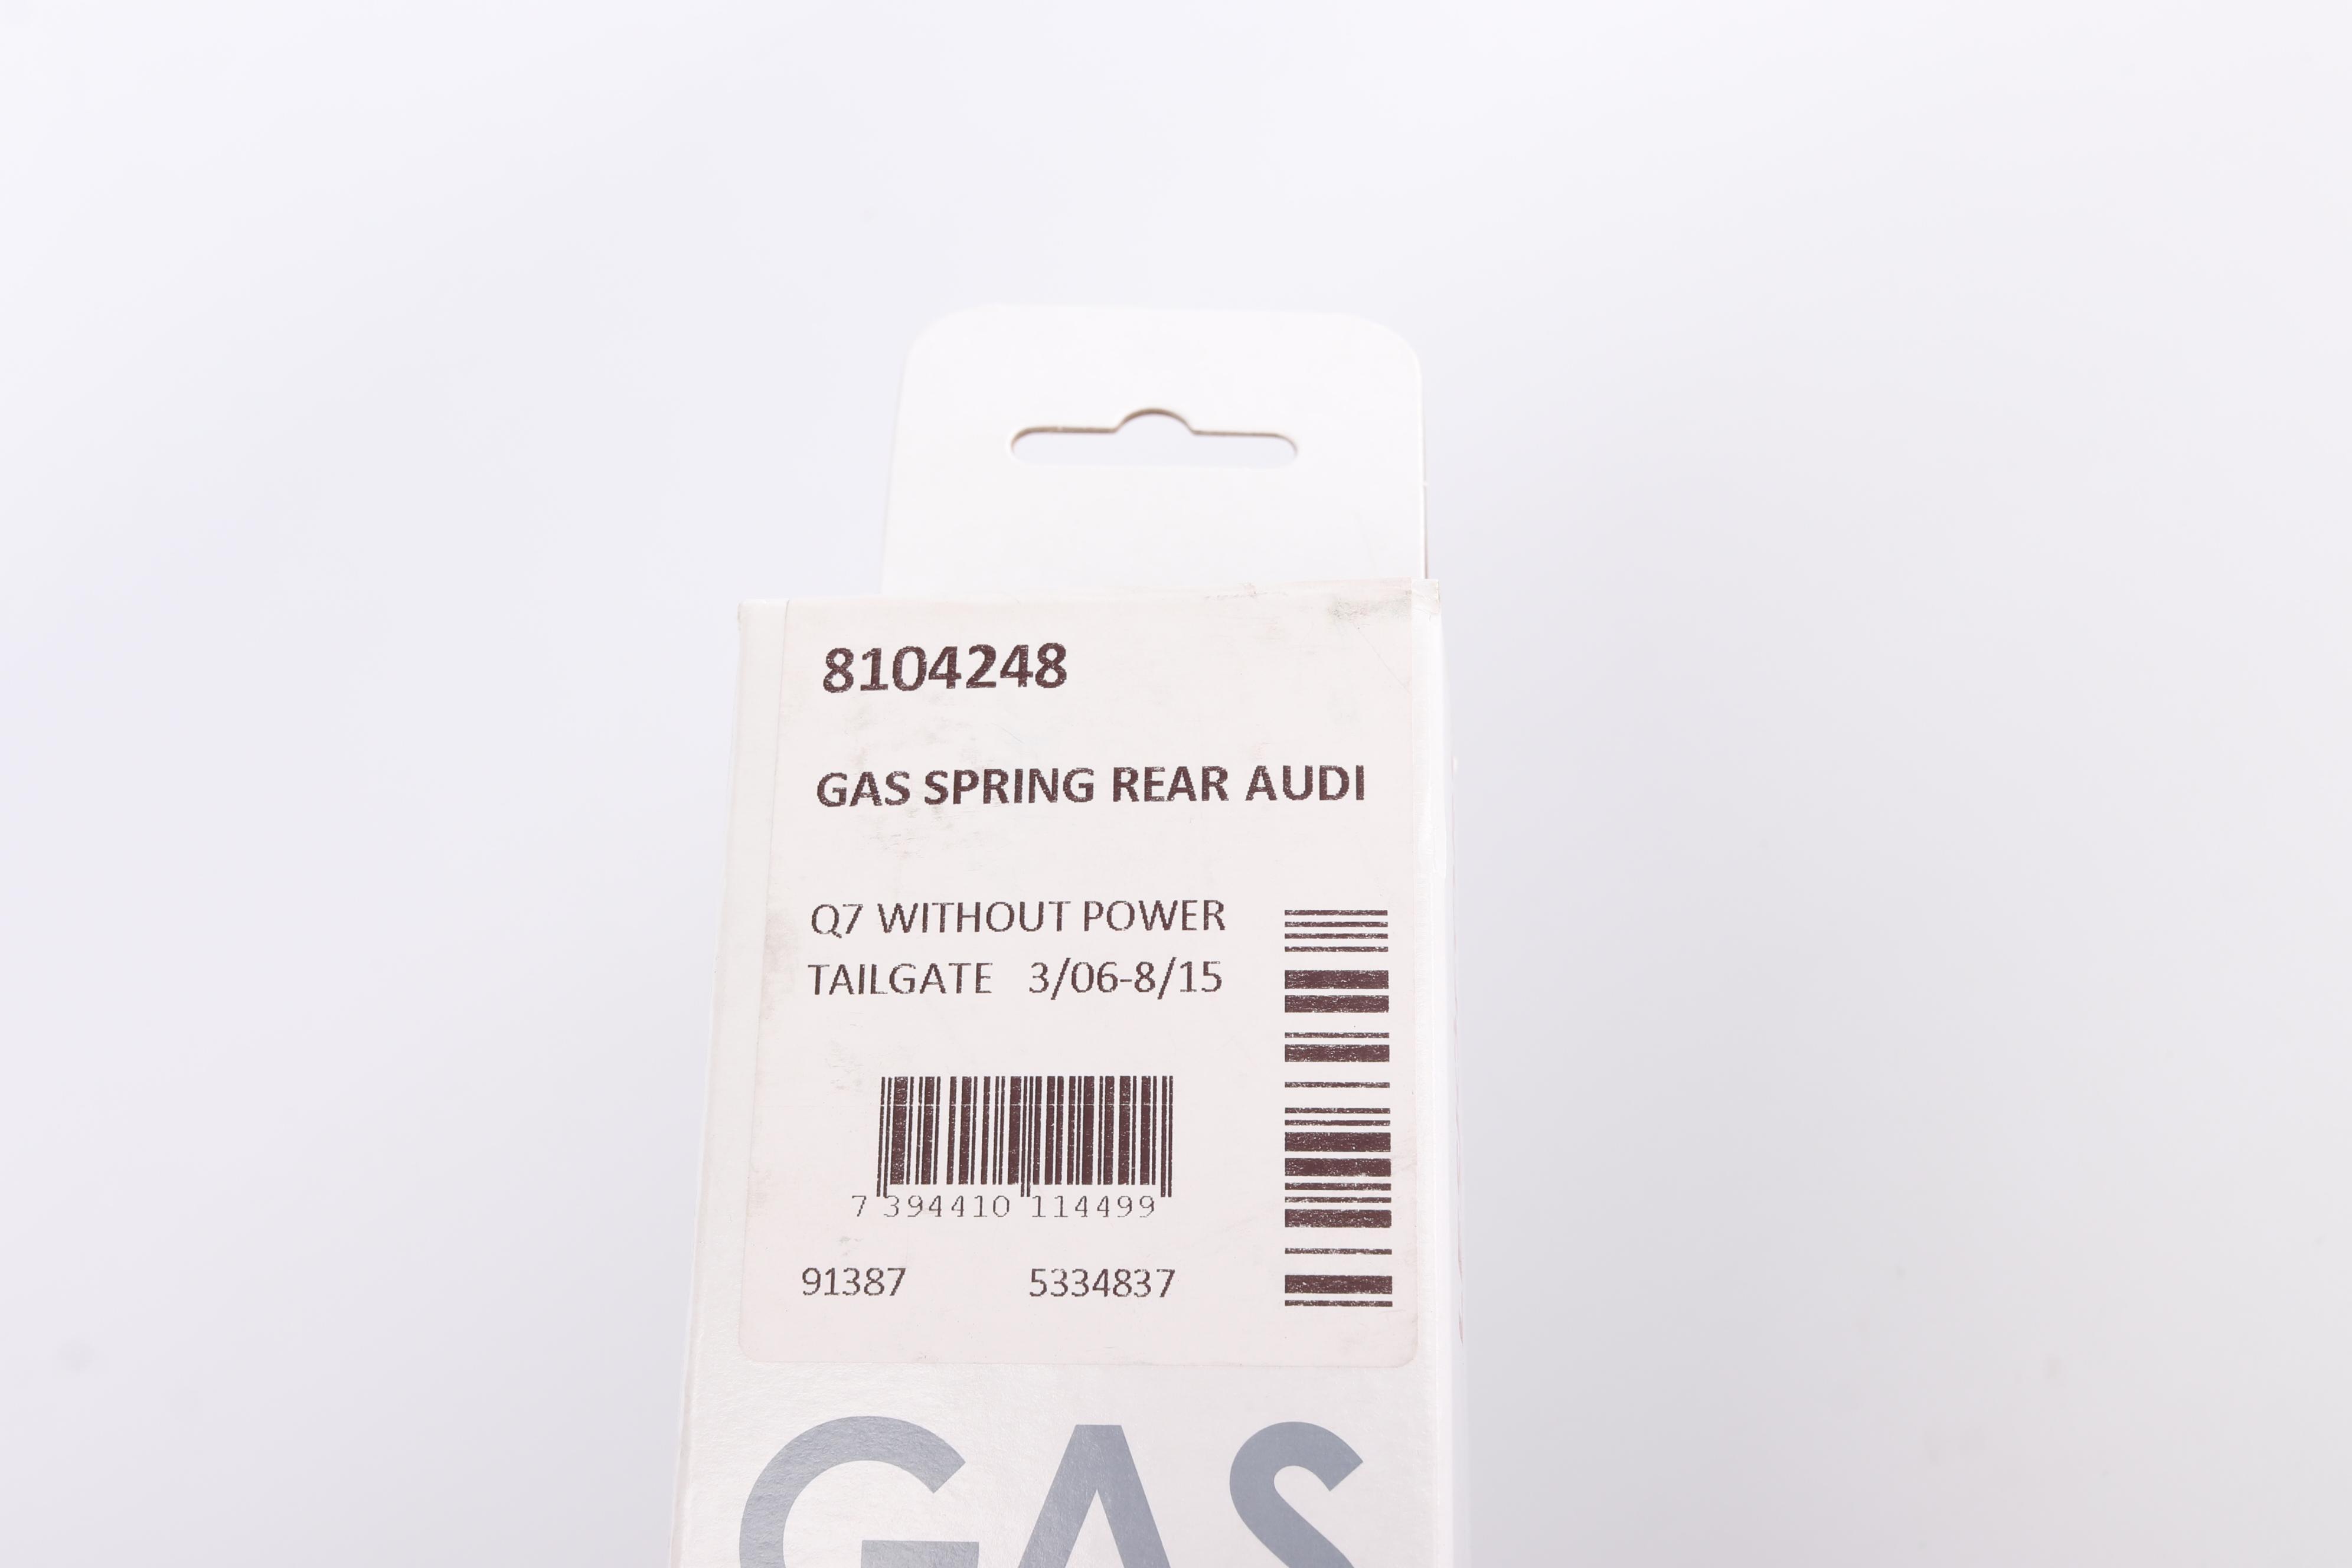 8104248
GAS SPRING REAR AUDI
Q7 WITHOUT POWER
TAILGATE 3/06-8/15
7 394410 114499
91387 5334837
GAS